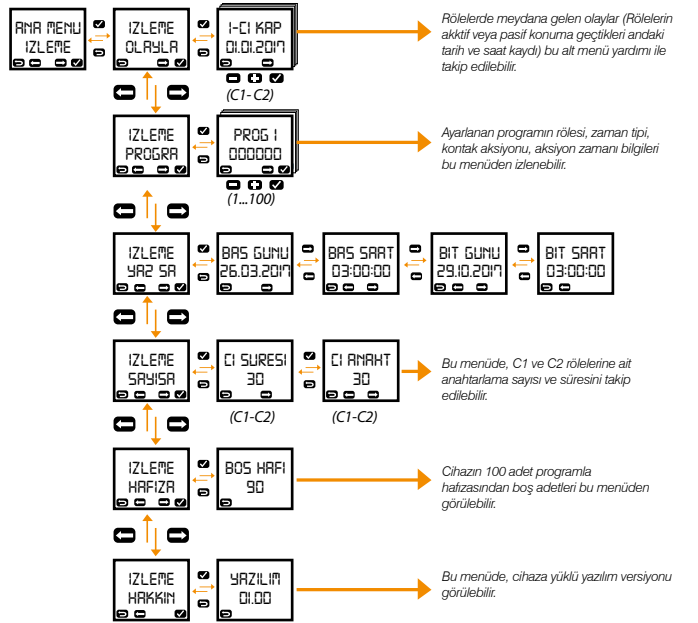 ANA MENU
IZLEME
IZLEME
OLAYLA
1-C1 KAP
01.01.2017
(C1- C2)
Rölelerde meydana gelen olaylar (Rölelerin
akktif veya pasif konuma geçtikleri andaki
tarih ve saat kaydı) bu alt menü yardımı ile
takip edilebilir.
IZLEME
PROGRA
PROG 1
000000
(1...100)
Ayarlanan programın rölesi, zaman tipi,
kontak aksiyonu, aksiyon zamanı bilgileri
bu menüden izlenebilir.
IZLEME
YAZ SA
BAS GUNU
26.03.2017
BAS SAAT
03:00:00
BIT GUNU
29.10.2017
BIT SAAT
03:00:00
IZLEME
SAYISA
C1 SURESI
30
(C1-C2)
C1 ANAHT
30
(C1-C2)
Bu menüde, C1 ve C2 rölelerine ait
anahtarlama sayısı ve süresini takip
edilebilir.
IZLEME
HAFIZA
BOS HAFI
90
Cihazın 100 adet programla
hafızasından boş adetleri bu menüden
görülebilir.
IZLEME
HAKKIN
YAZILIM
01.00
Bu menüde, cihaza yüklü yazılım versiyonu
görülebilir.